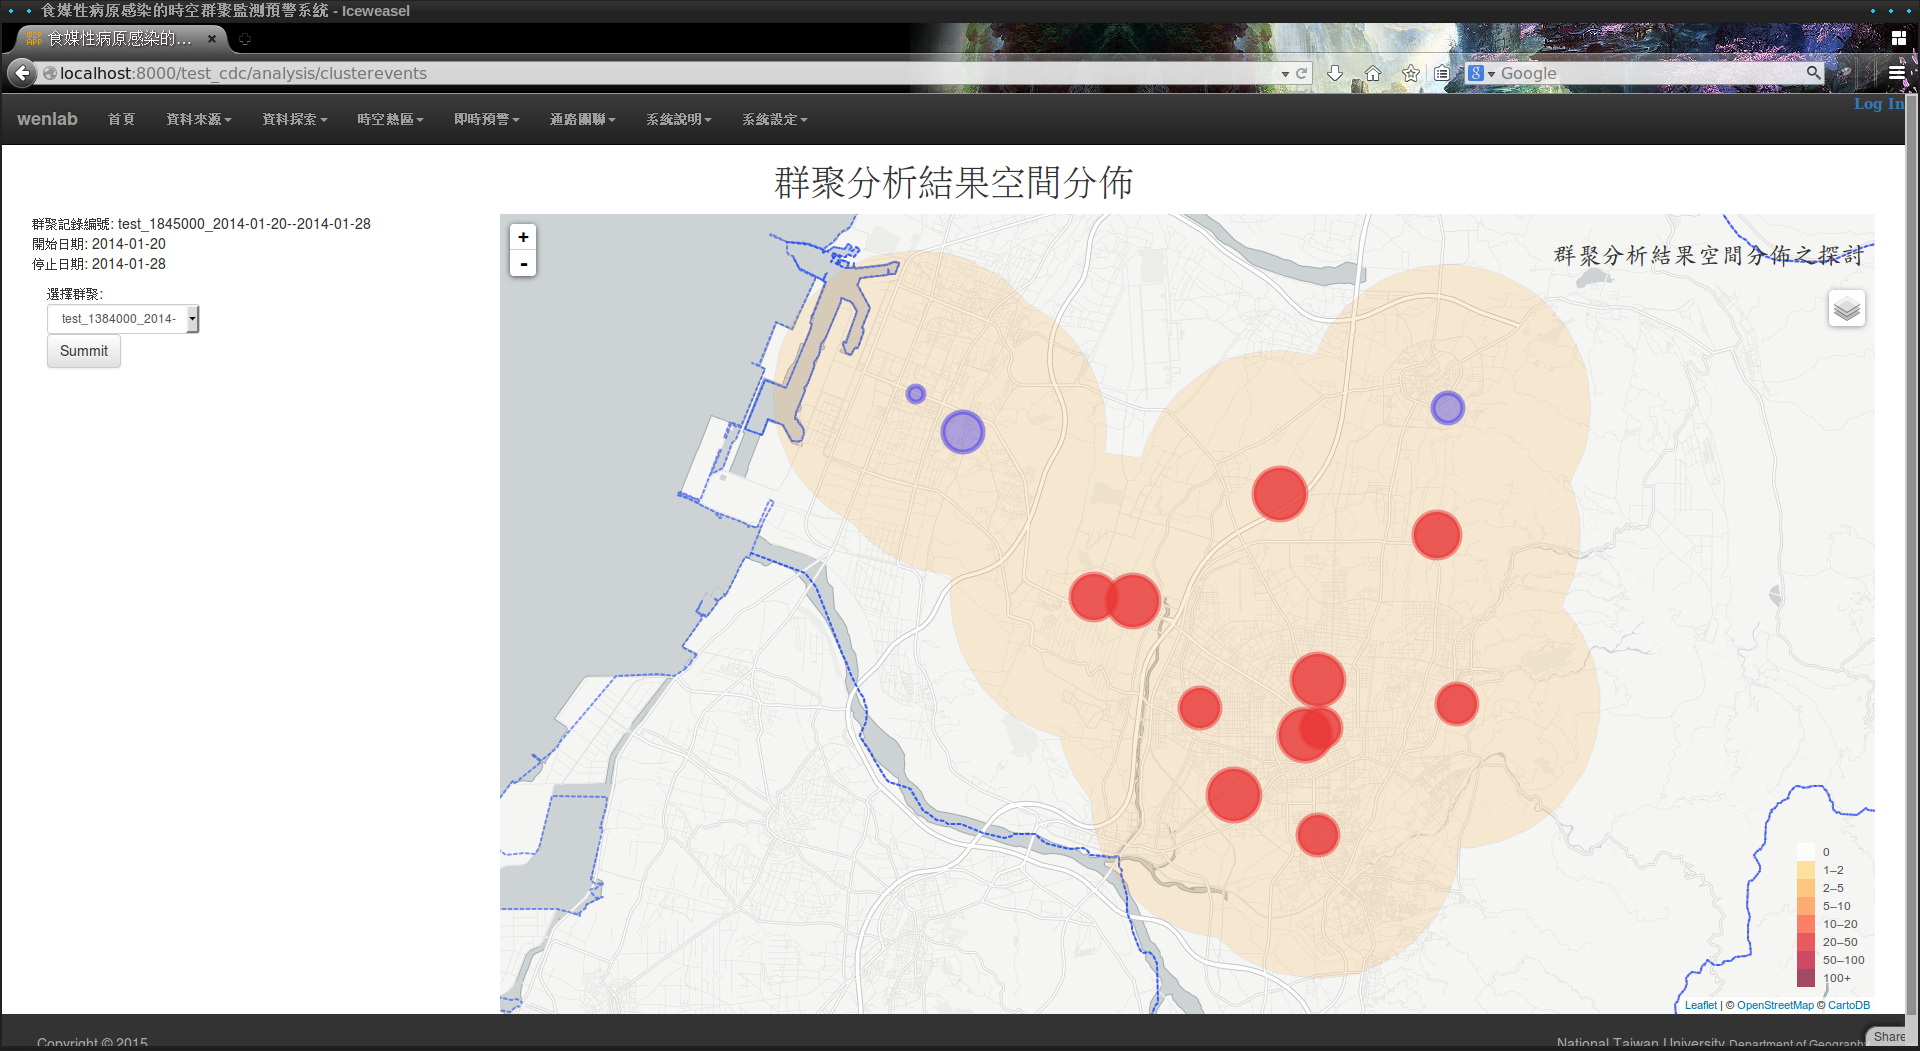 食媒性病原感染的時空群聚監測預警系統 - Iceweasel
食媒性病原感染的...
localhost:8000/test_cdc/analysis/clusterevents
Google
Log In
wenlab 首頁 資料來源 資料探索 時空熱區 即時預警 通路關聯 系統說明 系統設定
群聚分析結果空間分佈
群聚記錄編號: test_1845000_2014-01-20--2014-01-28
開始日期: 2014-01-20
停止日期: 2014-01-28
選擇群聚:
test_1384000_2014-
Summit
+
-
群聚分析結果空間分佈之探討
0
1–2
2–5
5–10
10–20
20–50
50–100
100+
Leaflet | © OpenStreetMap © CartoDB
Copyright © 2015
National Taiwan University Department of Geography
Share